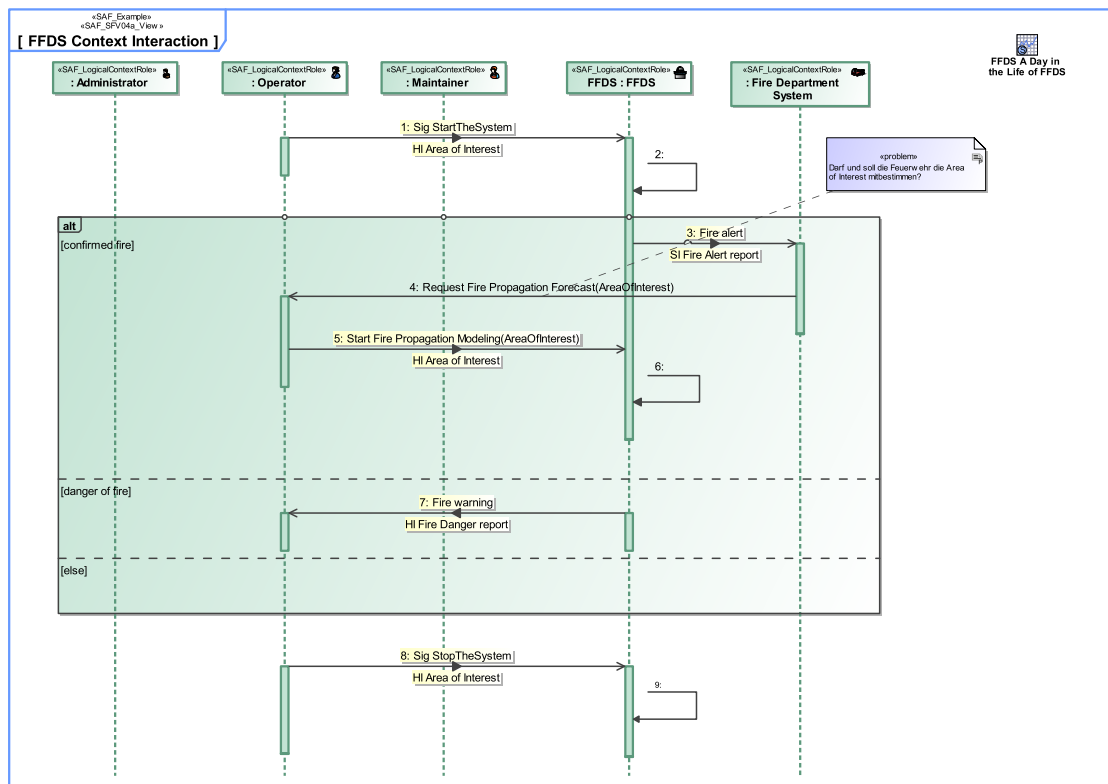 «SAF_Example»
«SAF_SFV04a_View »
[ FFDS Context Interaction ]
FFDS A Day in
the Life of FFDS
«SAF_LogicalContextRole»
: Administrator
«SAF_LogicalContextRole»
: Operator
«SAF_LogicalContextRole»
: Maintainer
«SAF_LogicalContextRole»
FFDS : FFDS
«SAF_LogicalContextRole»
: Fire Department
System
1: Sig StartTheSystem
HI Area of Interest
2:
«problem»
Darf und soll die Feuerwehr die Area
of Interest mitbestimmen?
alt
[confirmed fire]
3: Fire alert
SI Fire Alert report
4: Request Fire Propagation Forecast(AreaOfInterest)
5: Start Fire Propagation Modeling(AreaOfInterest)
HI Area of Interest
6:
[danger of fire]
7: Fire warning
HI Fire Danger report
[else]
8: Sig StopTheSystem
HI Area of Interest
9: